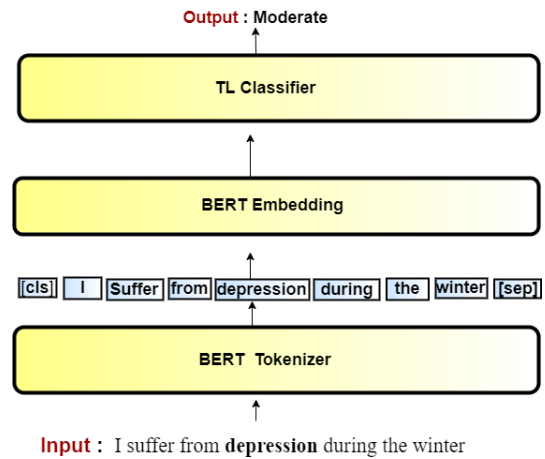 Output : Moderate
TL Classifier
BERT Embedding
[cls] I Suffer from depression during the winter [sep]
BERT Tokenizer
Input : I suffer from depression during the winter